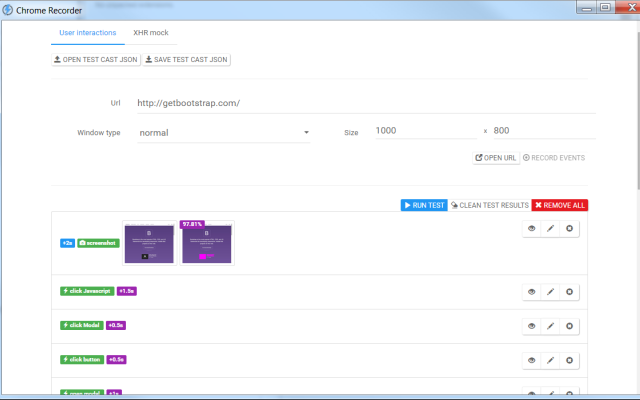 Chrome Recorder
User interactions XHR mock
OPEN TEST CAST JSON SAVE TEST CAST JSON
Url http://getbootstrap.com/
Window type normal Size 1000 x 800
OPEN URL RECORD EVENTS
RUN TEST CLEAN TEST RESULTS REMOVE ALL
97.81%
+2s screenshot
click Javascript +1.5s
click Modal +0.5s
click button +0.5s